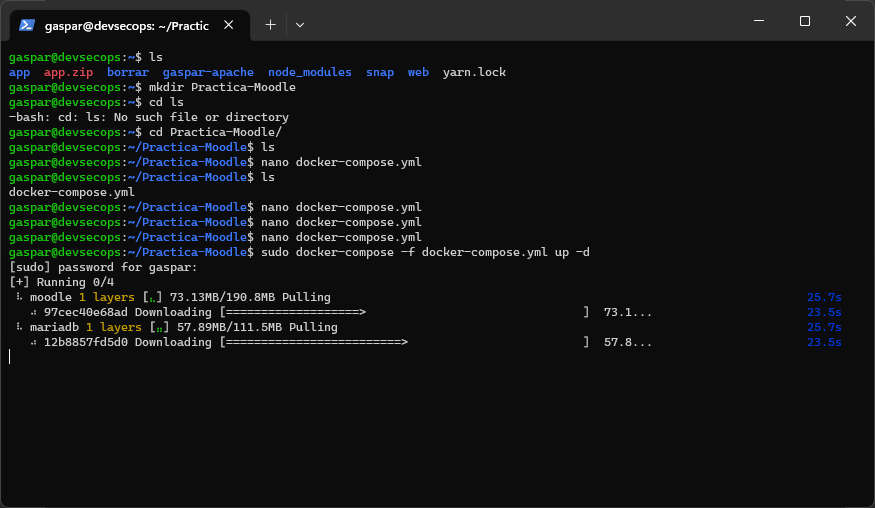 gaspar@devsecops: ~/Practic
gaspar@devsecops:~$ ls
app  app.zip  borrar  gaspar-apache  node_modules  snap  web  yarn.lock
gaspar@devsecops:~$ mkdir Practica-Moodle
gaspar@devsecops:~$ cd ls
-bash: cd: ls: No such file or directory
gaspar@devsecops:~$ cd Practica-Moodle/
gaspar@devsecops:~/Practica-Moodle$ ls
gaspar@devsecops:~/Practica-Moodle$ nano docker-compose.yml
gaspar@devsecops:~/Practica-Moodle$ ls
docker-compose.yml
gaspar@devsecops:~/Practica-Moodle$ nano docker-compose.yml
gaspar@devsecops:~/Practica-Moodle$ nano docker-compose.yml
gaspar@devsecops:~/Practica-Moodle$ nano docker-compose.yml
gaspar@devsecops:~/Practica-Moodle$ sudo docker-compose -f docker-compose.yml up -d
[sudo] password for gaspar:
[+] Running 0/4
moodle 1 layers [⣄] 73.13MB/190.8MB Pulling 25.7s
97cec40e68ad Downloading [===================>                               ]  73.1... 23.5s
mariadb 1 layers [⣤] 57.89MB/111.5MB Pulling 25.7s
12b8857fd5d0 Downloading [=========================>                         ]  57.8... 23.5s